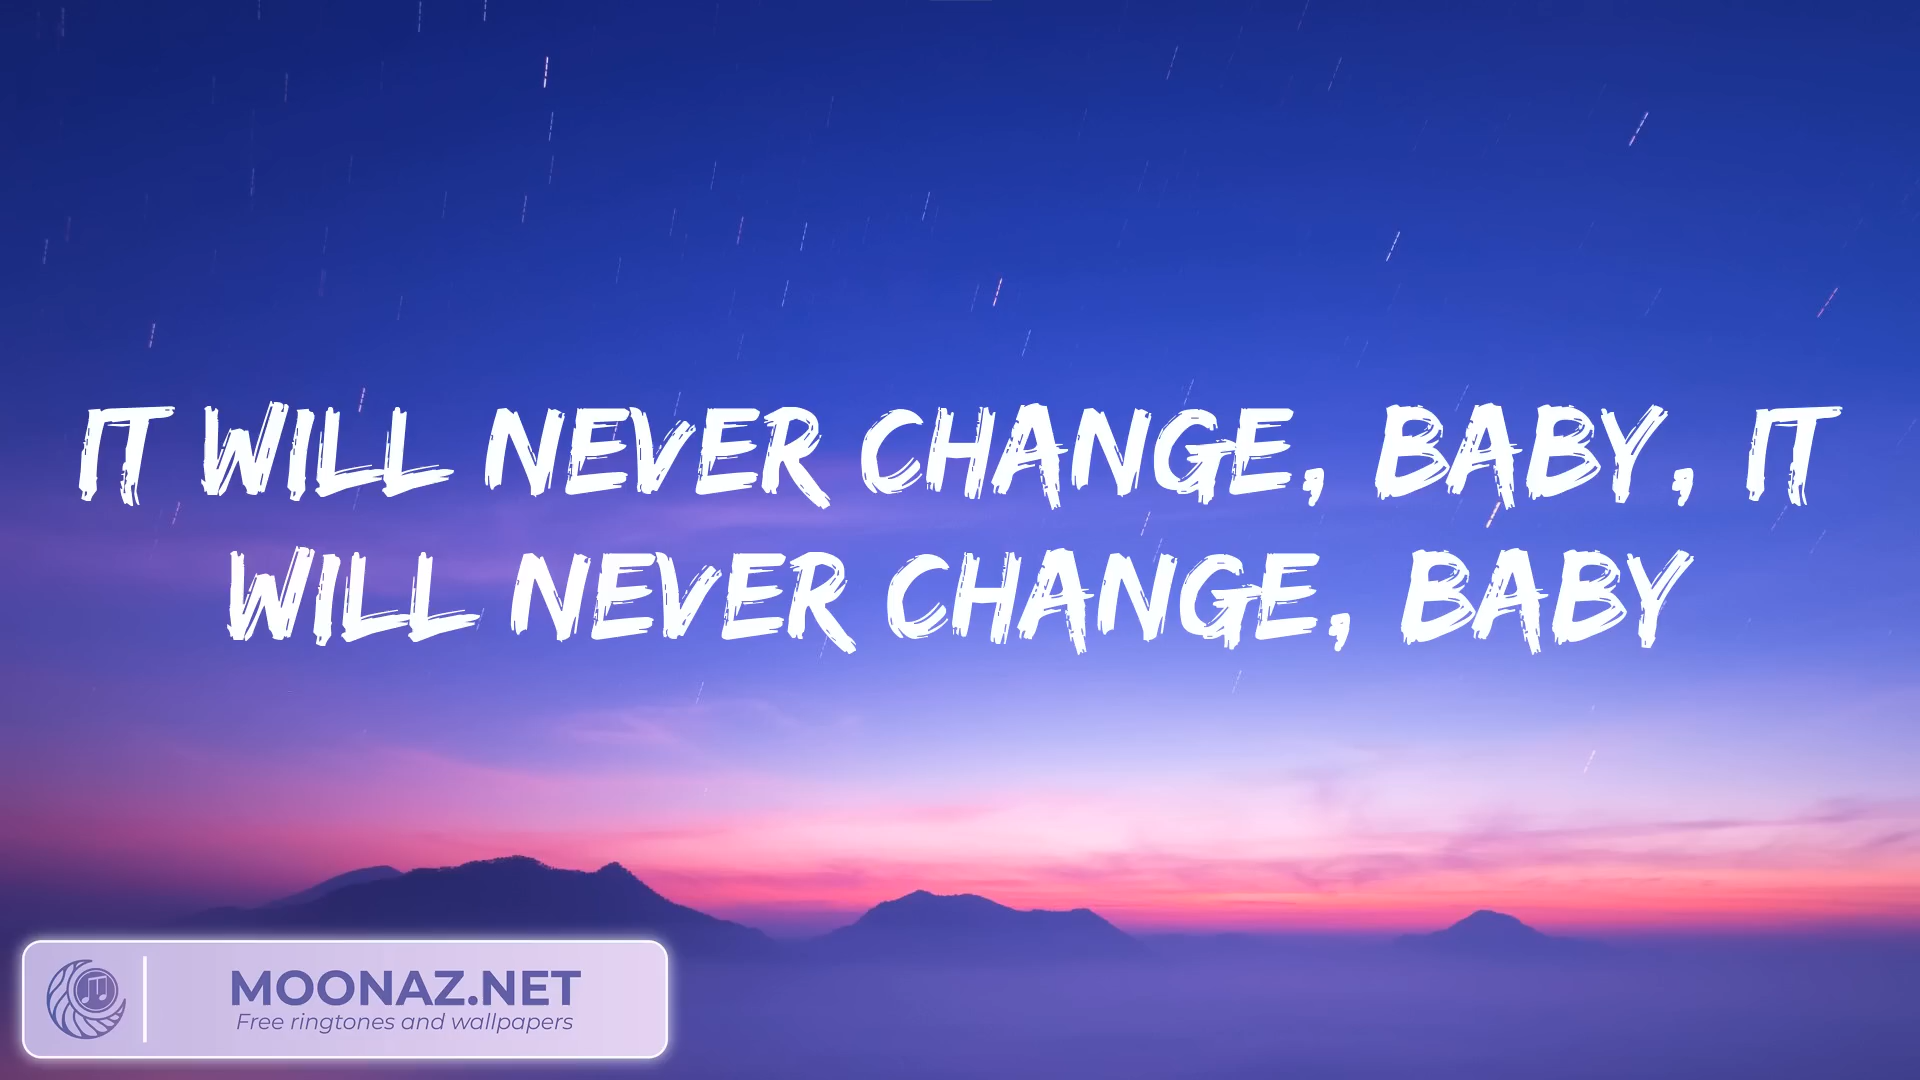 IT WILL NEVER CHANGE, BABY, IT
WILL NEVER CHANGE, BABY
MOONAZ.NET
Free ringtones and wallpapers